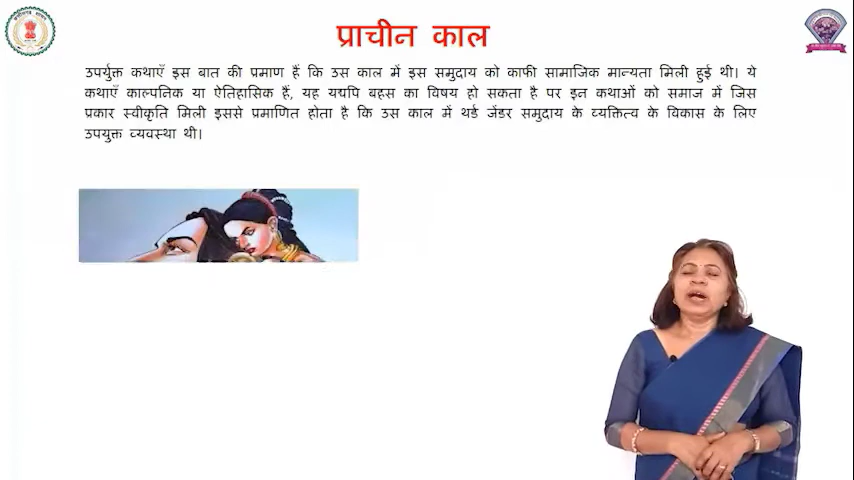 प्राचीन काल
उपर्युक्त कथाएँ इस बात की प्रमाण हैं कि उस काल में इस समुदाय को काफी सामाजिक मान्यता मिली हुई थी। ये
कथाएँ काल्पनिक या ऐतिहासिक हैं, यह यद्यपि बहस का विषय हो सकता है पर इन कथाओं को समाज में जिस
प्रकार स्वीकृति मिली इससे प्रमाणित होता है कि उस काल में थर्ड जेंडर समुदाय के व्यक्तित्व के विकास के लिए
उपयुक्त व्यवस्था थी।